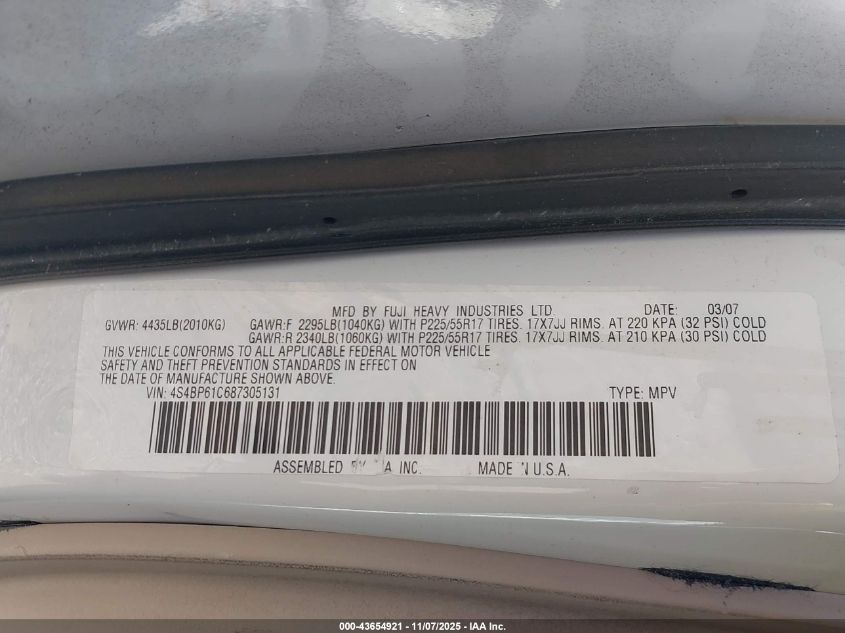 MFD BY FUJI HEAVY INDUSTRIES LTD. DATE: 03/07
GVWR: 4435LB(2010KG) GAWR:F 2295LB(1040KG) WITH P225/55R17 TIRES. 17X7JJ RIMS. AT 220 KPA (32 PSI) COLD
GAWR:R 2340LB(1060KG) WITH P225/55R17 TIRES. 17X7JJ RIMS. AT 210 KPA (30 PSI) COLD
THIS VEHICLE CONFORMS TO ALL APPLICABLE FEDERAL MOTOR VEHICLE
SAFETY AND THEFT PREVENTION STANDARDS IN EFFECT ON
THE DATE OF MANUFACTURE SHOWN ABOVE.
VIN: 4S4BP61C687305131 TYPE: MPV
ASSEMBLED INC. MADE U.S.A.
000-43654921 - 11/07/2025 - IAA Inc.